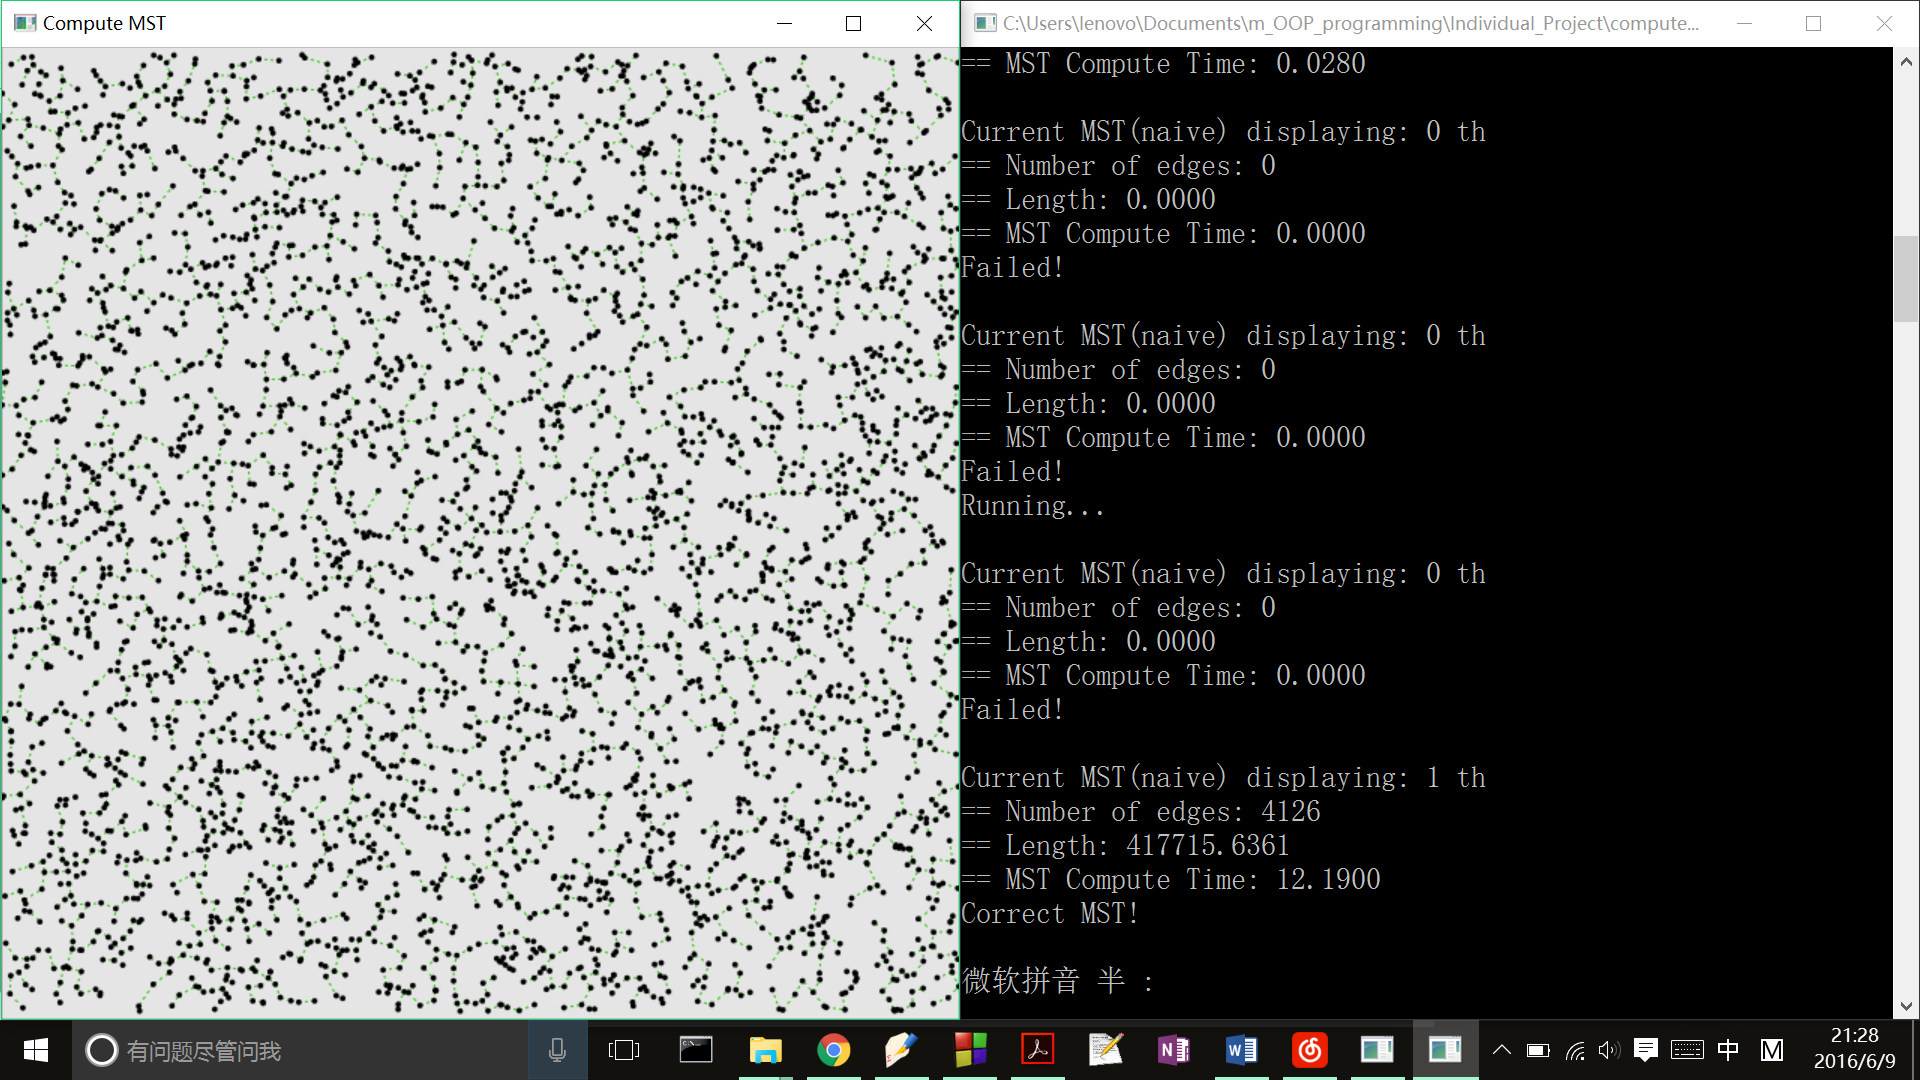 Compute MST
C:\Users\lenovo\Documents\m_OOP_programming\Individual_Project\compute...
== MST Compute Time: 0.0280
Current MST(naive) displaying: 0 th
== Number of edges: 0
== Length: 0.0000
== MST Compute Time: 0.0000
Failed!
Current MST(naive) displaying: 0 th
== Number of edges: 0
== Length: 0.0000
== MST Compute Time: 0.0000
Failed!
Running...
Current MST(naive) displaying: 0 th
== Number of edges: 0
== Length: 0.0000
== MST Compute Time: 0.0000
Failed!
Current MST(naive) displaying: 1 th
== Number of edges: 4126
== Length: 417715.6361
== MST Compute Time: 12.1900
Correct MST!
微软拼音 半 :
有问题尽管问我
中
M
21:28
2016/6/9